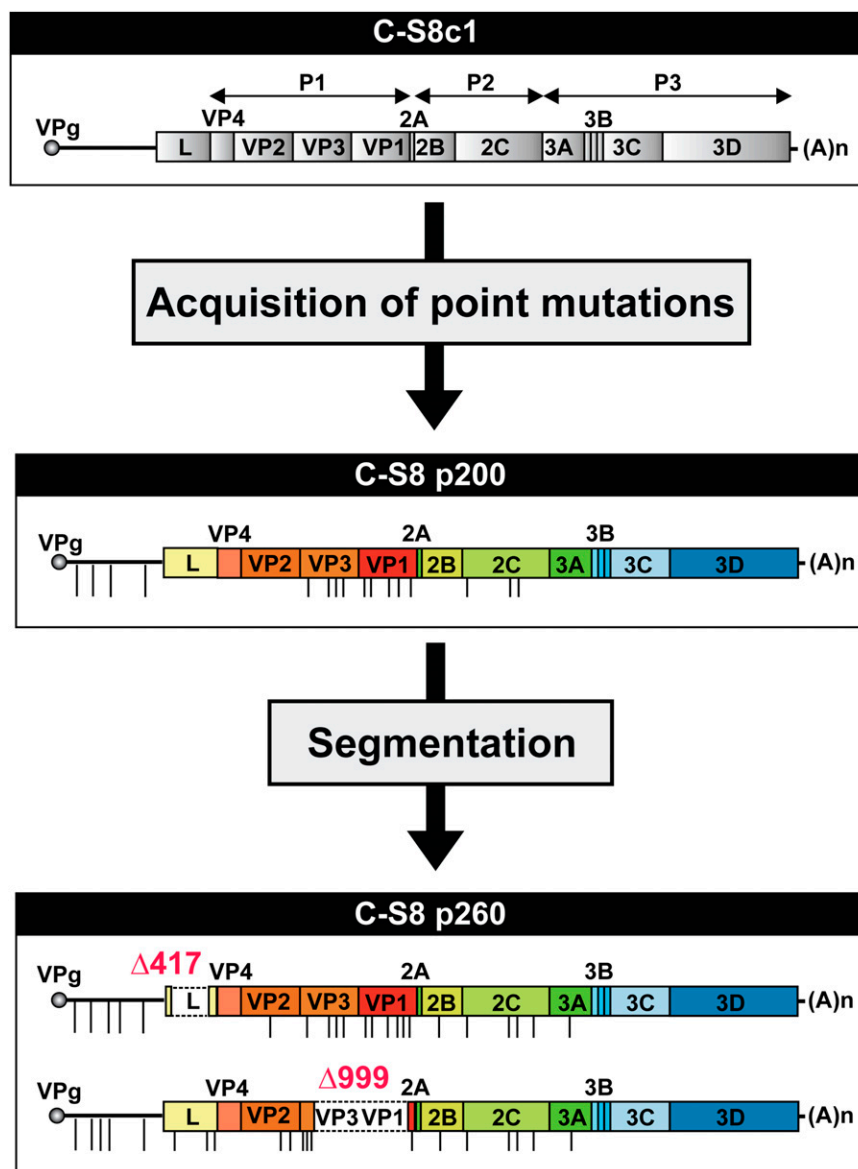 C-S8c1
P1 P2 P3
VPg VP4 2A 3B
L VP2 VP3 VP1 2B 2C 3A 3C 3D (A)n
Acquisition of point mutations
C-S8 p200
VPg VP4 2A 3B
L VP2 VP3 VP1 2B 2C 3A 3C 3D (A)n
Segmentation
C-S8 p260
Δ417
VPg VP4 2A 3B
L VP2 VP3 VP1 2B 2C 3A 3C 3D (A)n
Δ999
VPg VP4 2A 3B
L VP2 VP3 VP1 2B 2C 3A 3C 3D (A)n